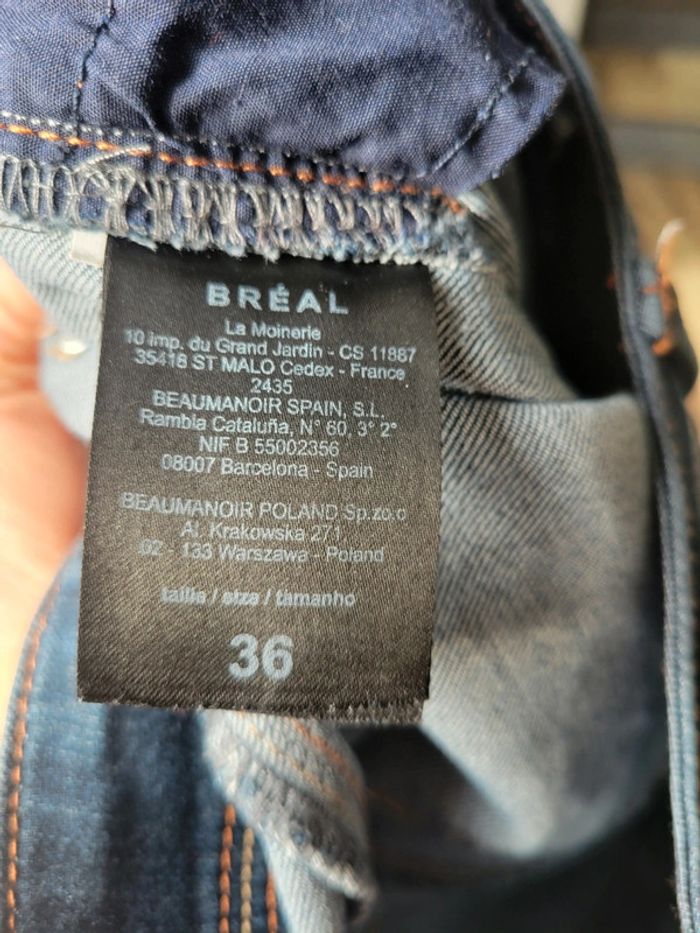 BRÉAL
La Moinerie
10 imp. du Grand Jardin - CS 11887
35418 ST MALO Cedex - France
2435
BEAUMANOIR SPAIN, S.L.
Rambla Cataluña, N° 60, 3° 2°
NIF B 55002356
08007 Barcelona - Spain
BEAUMANOIR POLAND Sp.zo.o
Al. Krakowska 271
02 - 133 Warszawa - Poland
taille / size / tamanho
36